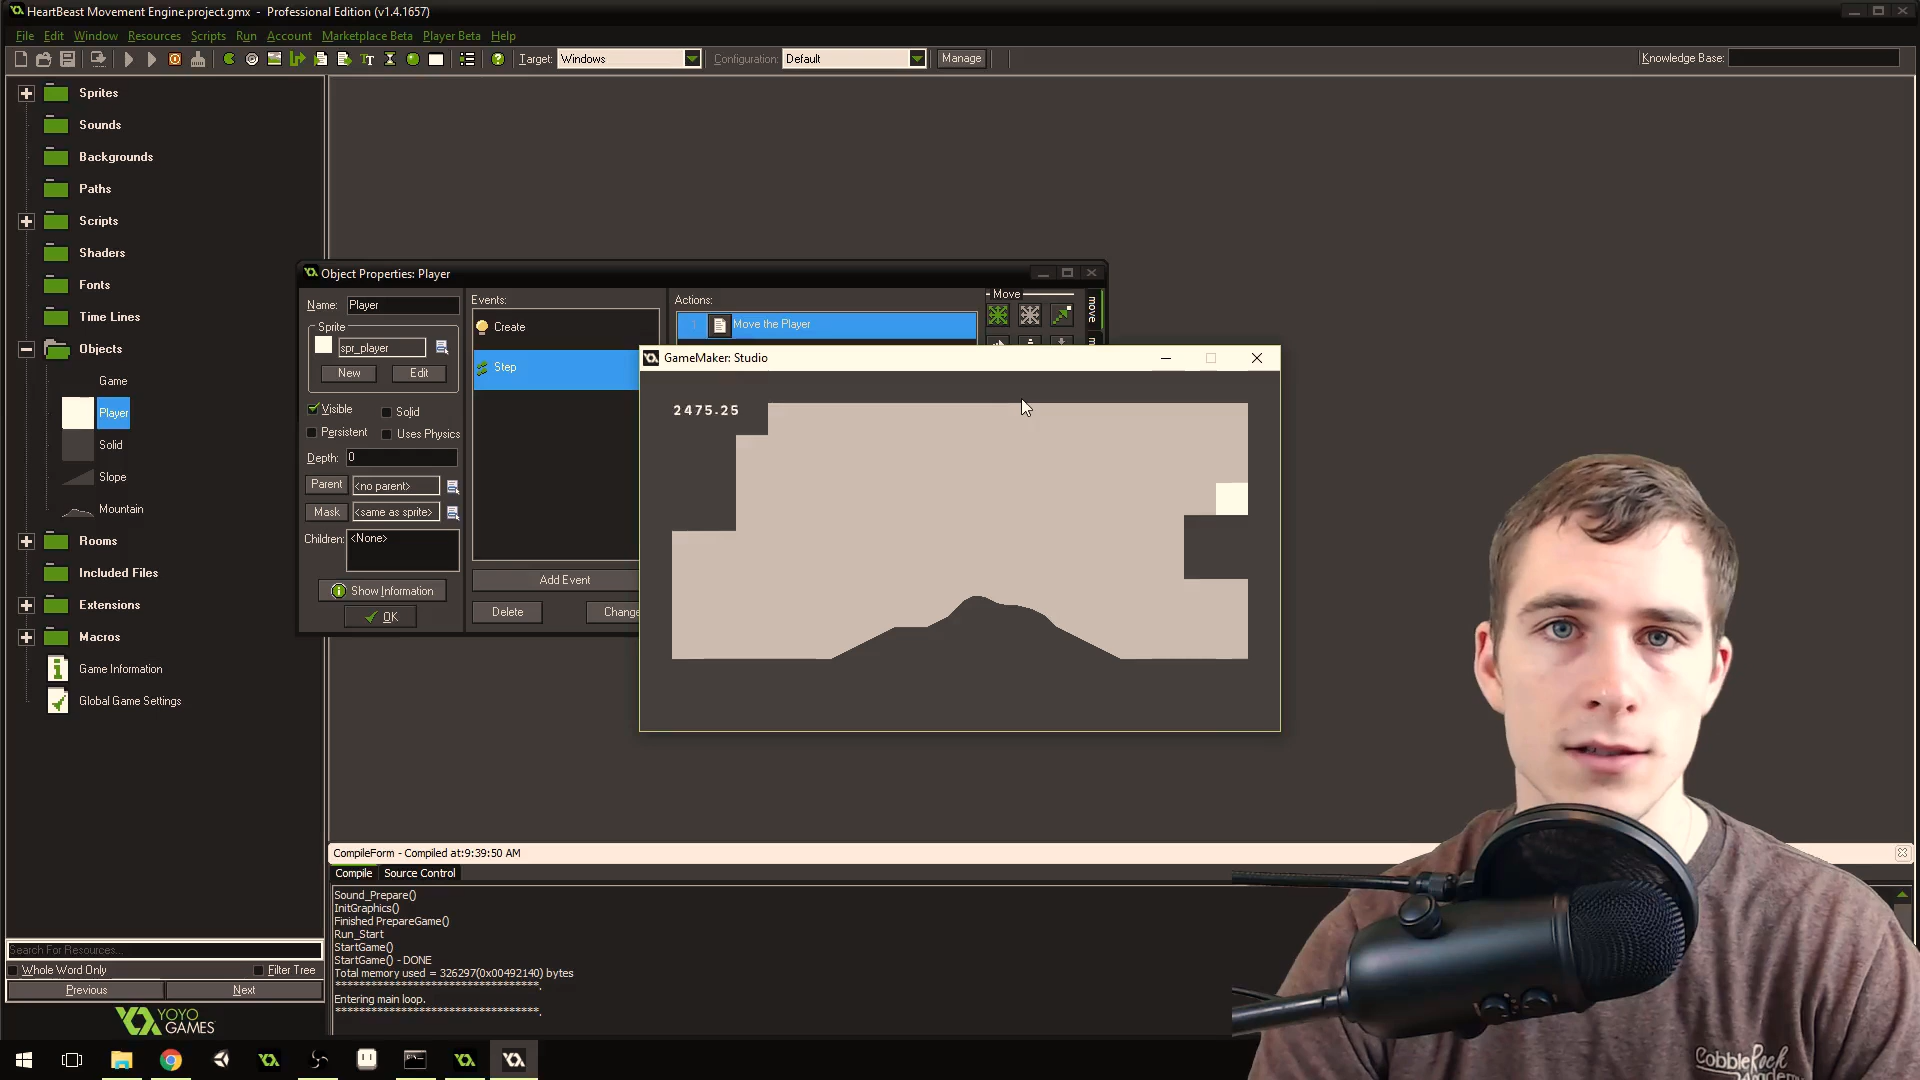 HeartBeast Movement Engine.project.gmx - Professional Edition (v1.4.1657)
File Edit Window Resources Scripts Run Account Marketplace Beta Player Beta Help
Target: Windows Configuration: Default Manage Knowledge Base:
Sprites
Sounds
Backgrounds
Paths
Scripts
Shaders
Fonts
Time Lines
Objects
Game
Player
Solid
Slope
Mountain
Rooms
Included Files
Extensions
Macros
Game Information
Global Game Settings
Search For Resources...
Whole Word Only Filter Tree
Previous Next
YOYO
GAMES
Object Properties: Player
Name: Player
Sprite
spr_player
New Edit
Visible Solid
Persistent Uses Physics
Depth: 0
Parent <no parent>
Mask <same as sprite>
Children: <None>
Show Information
OK
Events:
Create
Step
Add Event
Delete Change
Actions:
1 Move the Player
Move
move
GameMaker: Studio
2475.25
CompileForm - Compiled at:9:39:50 AM
Compile Source Control
Sound_Prepare()
InitGraphics()
Finished PrepareGame()
Run_Start
StartGame()
StartGame() - DONE
Total memory used = 326297(0x00492140) bytes
**********************************.
Entering main loop.
**********************************.
CobbleRock